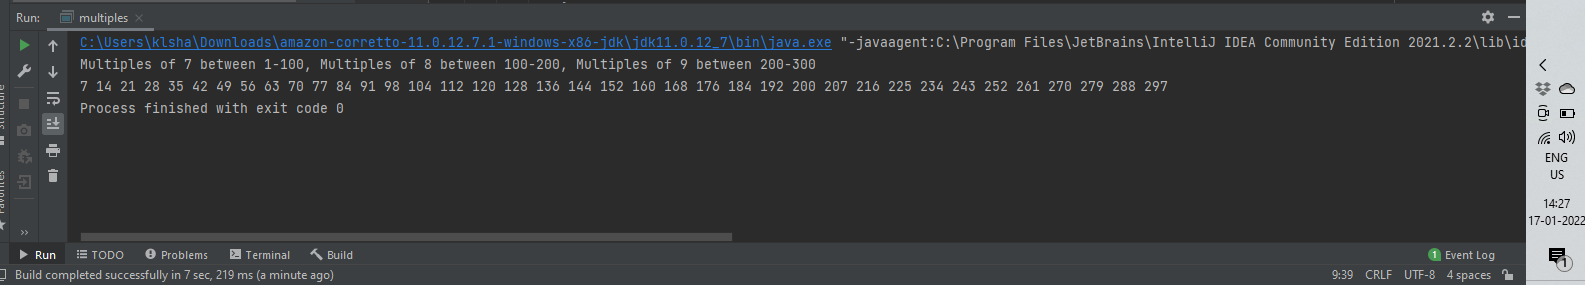 Run: multiples
C:\Users\klsha\Downloads\amazon-corretto-11.0.12.7.1-windows-x86-jdk\jdk11.0.12_7\bin\java.exe "-javaagent:C:\Program Files\JetBrains\IntelliJ IDEA Community Edition 2021.2.2\lib\id
Multiples of 7 between 1-100, Multiples of 8 between 100-200, Multiples of 9 between 200-300
7 14 21 28 35 42 49 56 63 70 77 84 91 98 104 112 120 128 136 144 152 160 168 176 184 192 200 207 216 225 234 243 252 261 270 279 288 297
Process finished with exit code 0
Structure
Favorites
Run TODO Problems Terminal Build 1 Event Log
Build completed successfully in 7 sec, 219 ms (a minute ago) 9:39 CRLF UTF-8 4 spaces
ENG
US
14:27
17-01-2022
1